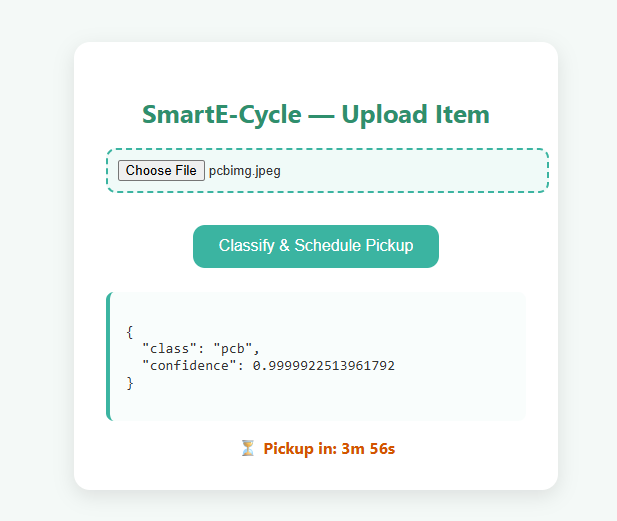 SmartE-Cycle — Upload Item
Choose File pcbimg.jpeg
Classify & Schedule Pickup
{
  "class": "pcb",
  "confidence": 0.9999922513961792
}
⏳ Pickup in: 3m 56s